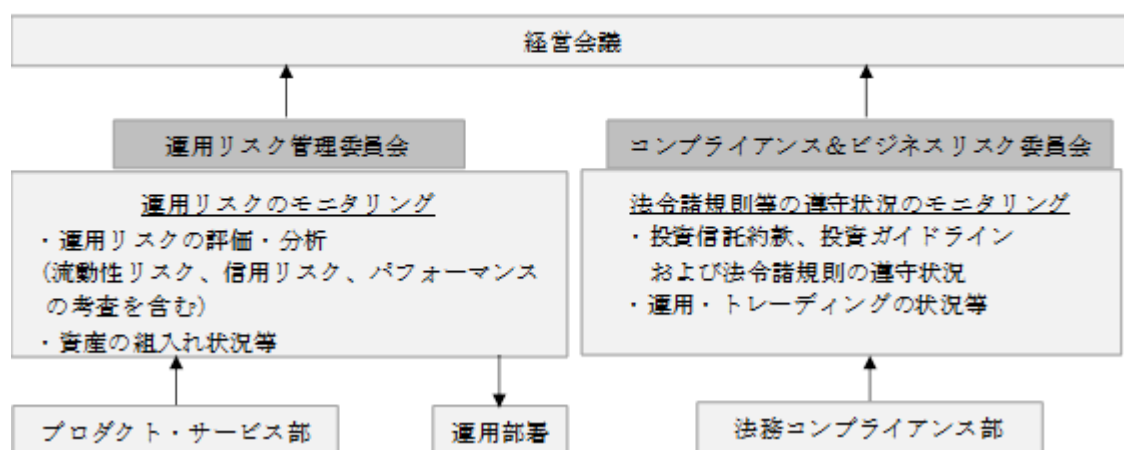 経営会議
運用リスク管理委員会
運用リスクのモニタリング
・運用リスクの評価・分析
(流動性リスク、信用リスク、パフォーマンス
の考査を含む)
・資産の組入れ状況等
プロダクト・サービス部
運用部署
コンプライアンス&ビジネスリスク委員会
法令諸規則等の遵守状況のモニタリング
・投資信託約款、投資ガイドライン
および法令諸規則の遵守状況
・運用・トレーディングの状況等
法務コンプライアンス部